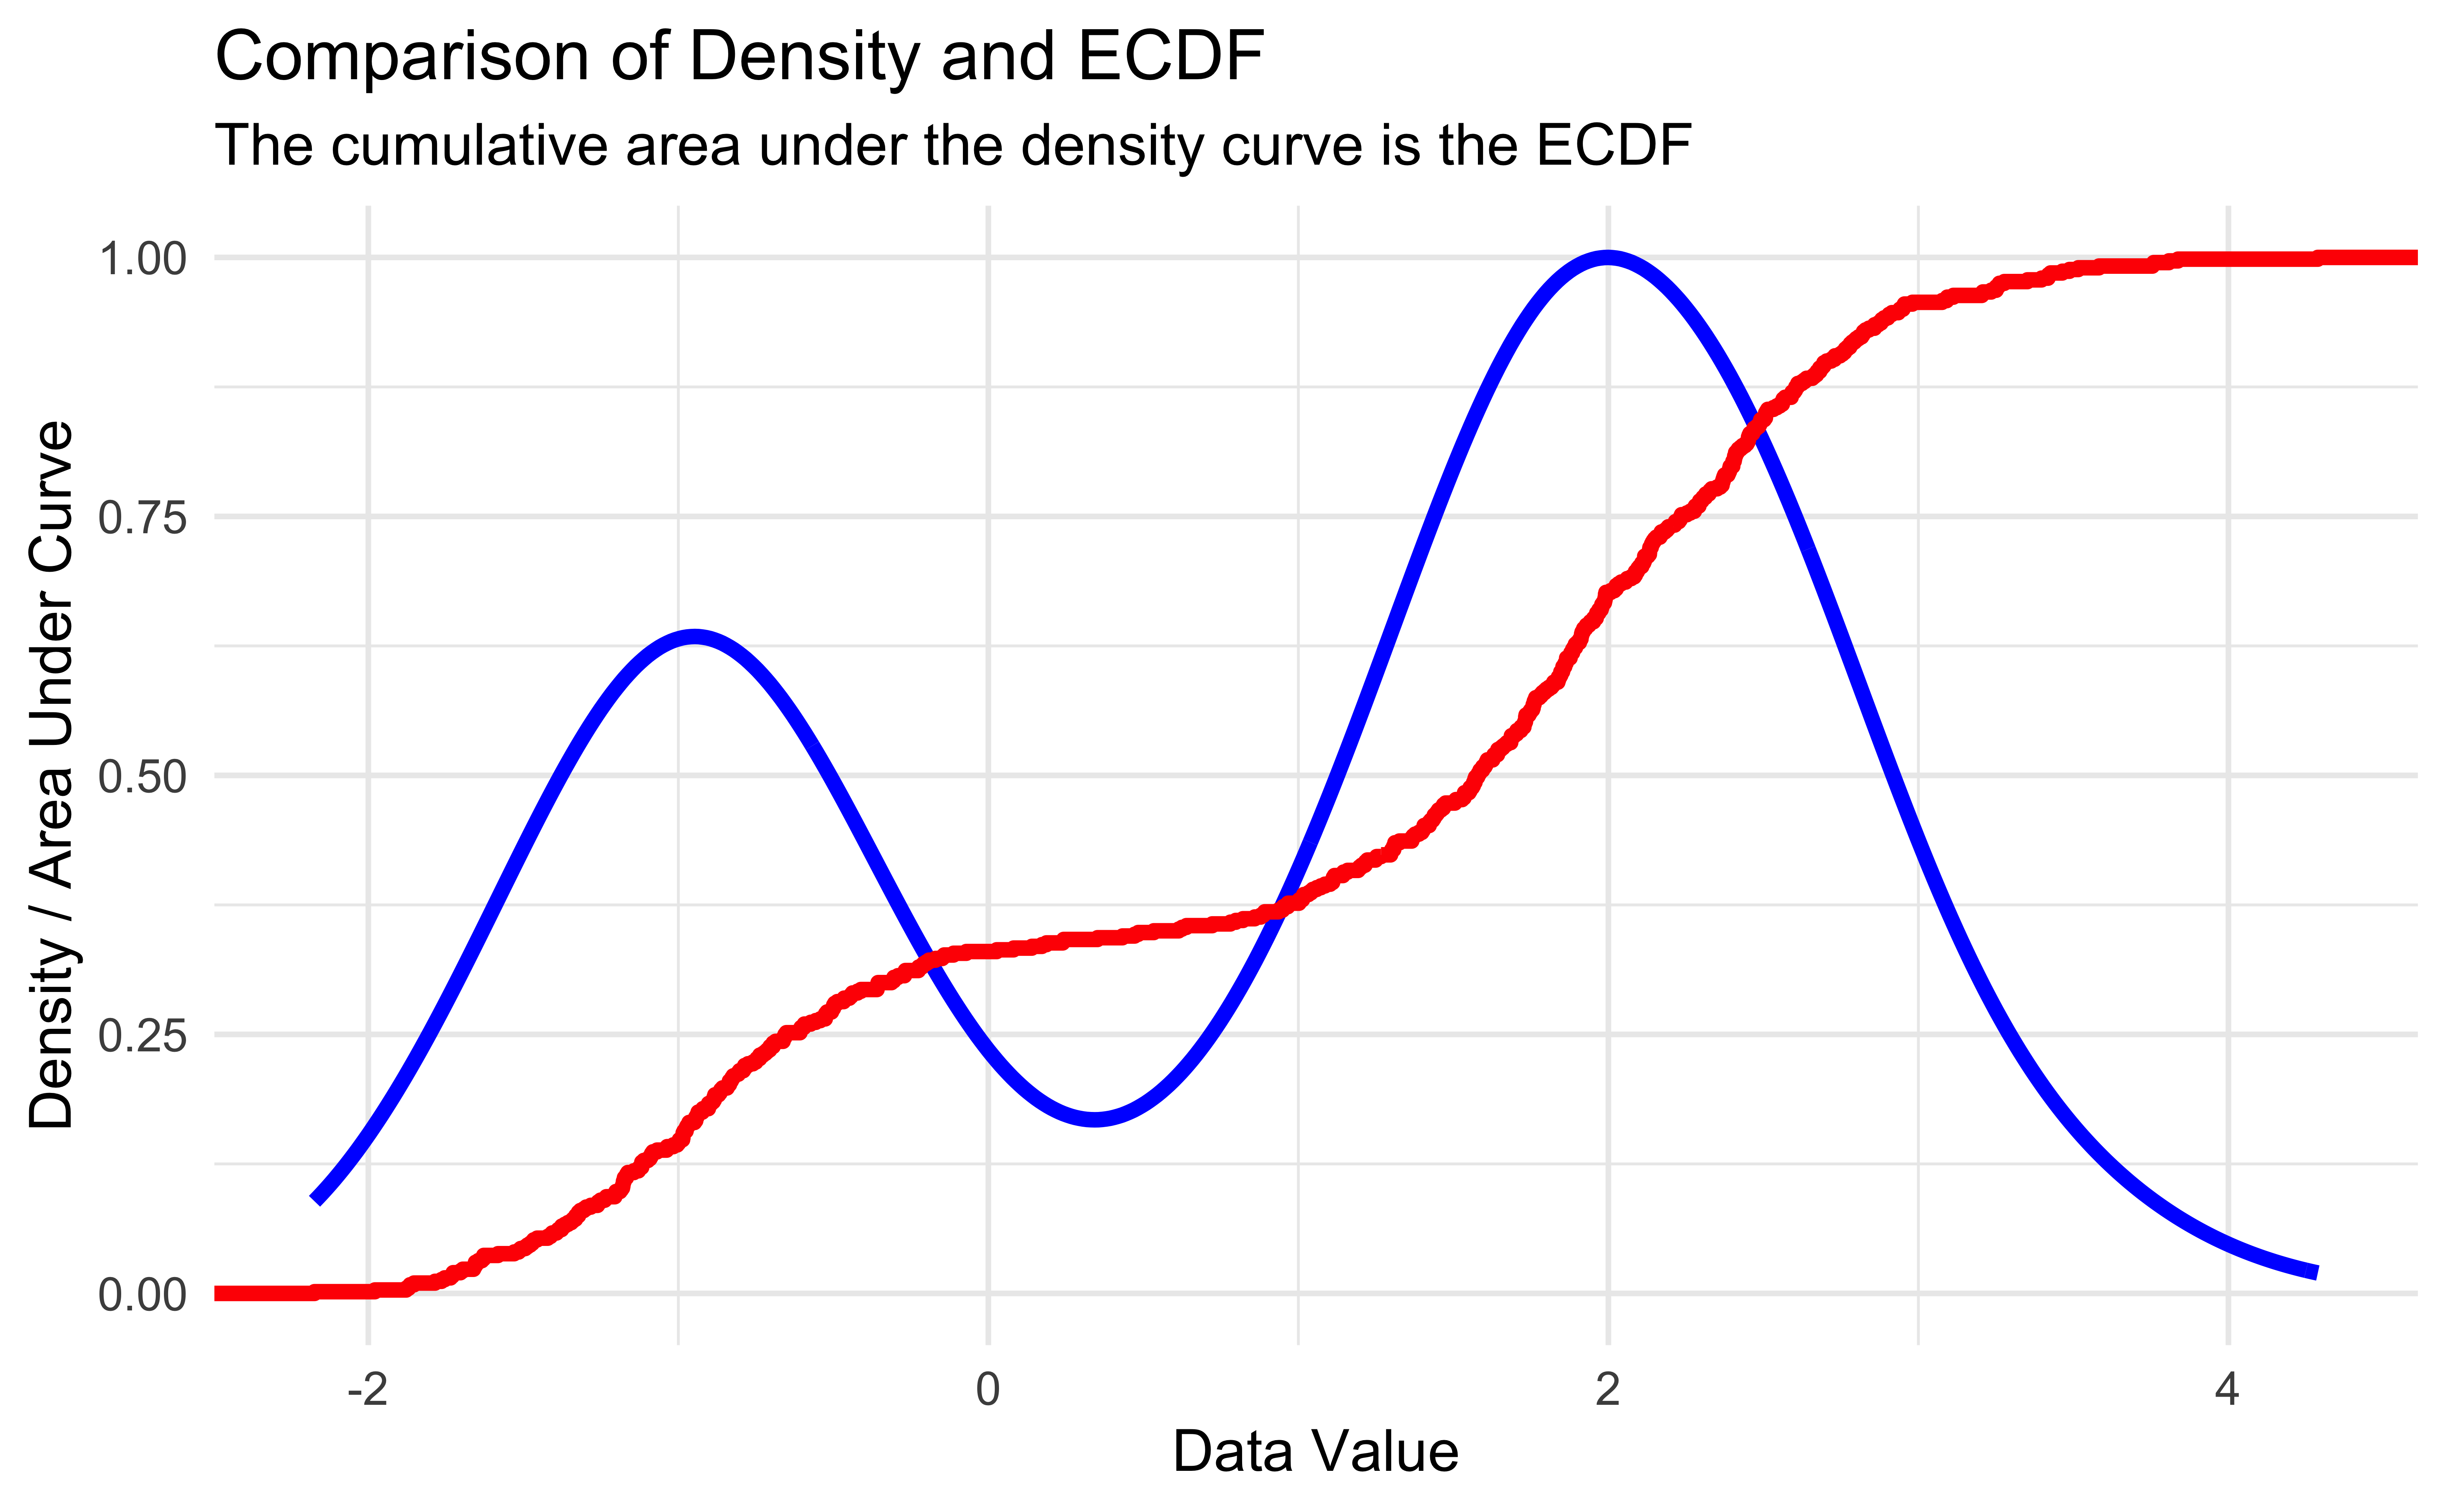 Comparison of Density and ECDF
The cumulative area under the density curve is the ECDF
Density / Area Under Curve
1.00
0.75
0.50
0.25
0.00
-2
0
2
4
Data Value